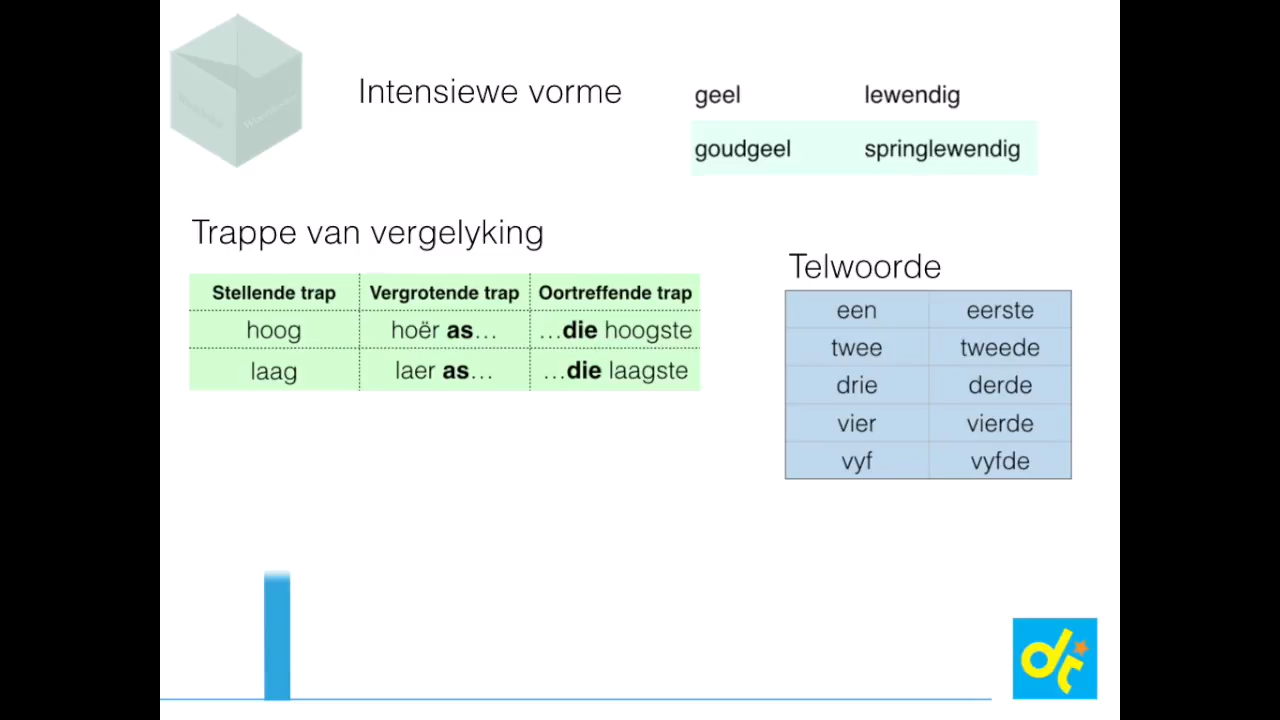 Intensiewe vorme
geel lewendig
goudgeel springlewendig
Trappe van vergelyking
Stellende trap Vergrotende trap Oortreffende trap
hoog hoër as... ...die hoogste
laag laer as... ...die laagste
Telwoorde
een eerste
twee tweede
drie derde
vier vierde
vyf vyfde
dt